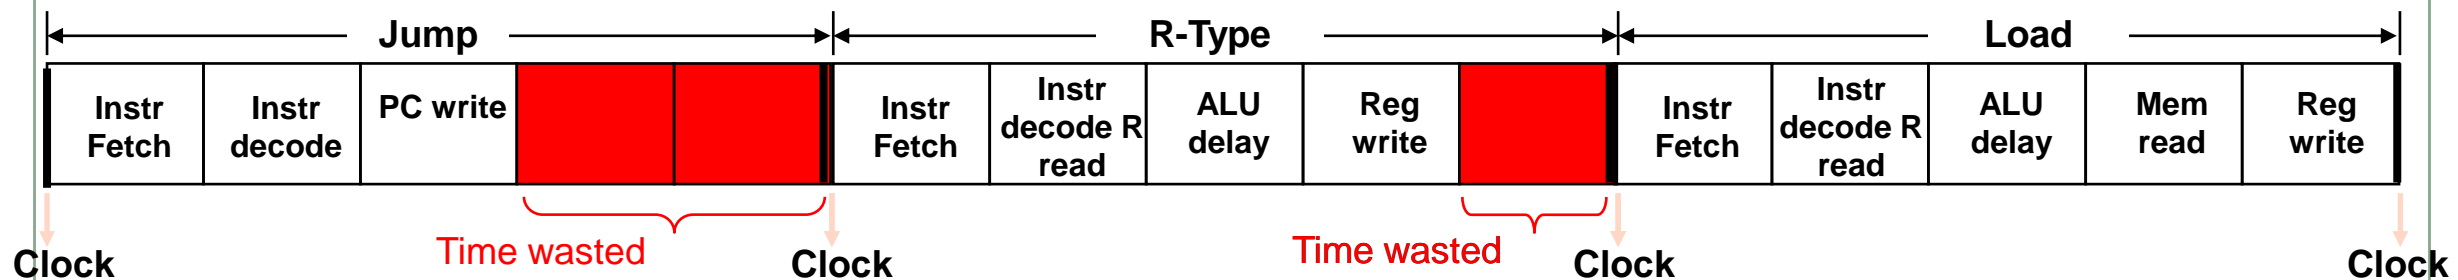 Jump
R-Type
Load
Instr
Fetch
Instr
decode
PC write
Instr
Fetch
Instr
decode R
read
ALU
delay
Reg
write
Instr
Fetch
Instr
decode R
read
ALU
delay
Mem
read
Reg
write
Time wasted
Time wasted
Clock
Clock
Clock
Clock